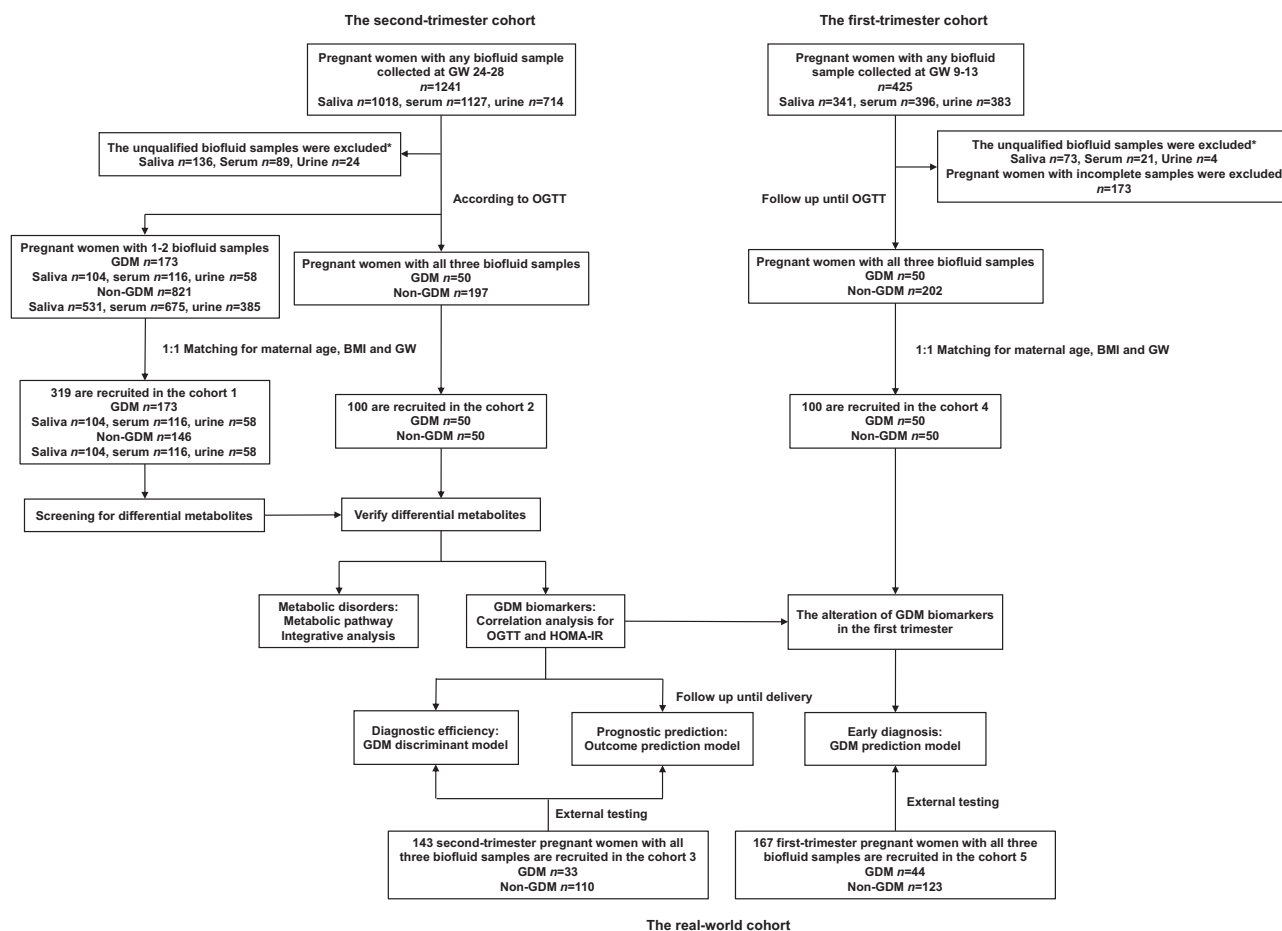 The second-trimester cohort
The first-trimester cohort
Pregnant women with any biofluid sample
collected at GW 24-28
n=1241
Saliva n=1018, serum n=1127, urine n=714
Pregnant women with any biofluid
sample collected at GW 9-13
n=425
Saliva n=341, serum n=396, urine n=383
The unqualified biofluid samples were excluded*
Saliva n=136, Serum n=89, Urine n=24
The unqualified biofluid samples were excluded*
Saliva n=73, Serum n=21, Urine n=4
Pregnant women with incomplete samples were excluded
n=173
According to OGTT
Follow up until OGTT
Pregnant women with 1-2 biofluid samples
GDM n=173
Saliva n=104, serum n=116, urine n=58
Non-GDM n=821
Saliva n=531, serum n=675, urine n=385
Pregnant women with all three biofluid samples
GDM n=50
Non-GDM n=197
Pregnant women with all three biofluid samples
GDM n=50
Non-GDM n=202
1:1 Matching for maternal age, BMI and GW
1:1 Matching for maternal age, BMI and GW
319 are recruited in the cohort 1
GDM n=173
Saliva n=104, serum n=116, urine n=58
Non-GDM n=146
Saliva n=104, serum n=116, urine n=58
100 are recruited in the cohort 2
GDM n=50
Non-GDM n=50
100 are recruited in the cohort 4
GDM n=50
Non-GDM n=50
Screening for differential metabolites
Verify differential metabolites
Metabolic disorders:
Metabolic pathway
Integrative analysis
GDM biomarkers:
Correlation analysis for
OGTT and HOMA-IR
The alteration of GDM biomarkers
in the first trimester
Follow up until delivery
Diagnostic efficiency:
GDM discriminant model
Prognostic prediction:
Outcome prediction model
Early diagnosis:
GDM prediction model
External testing
External testing
143 second-trimester pregnant women with all
three biofluid samples are recruited in the cohort 3
GDM n=33
Non-GDM n=110
167 first-trimester pregnant women with all three
biofluid samples are recruited in the cohort 5
GDM n=44
Non-GDM n=123
The real-world cohort